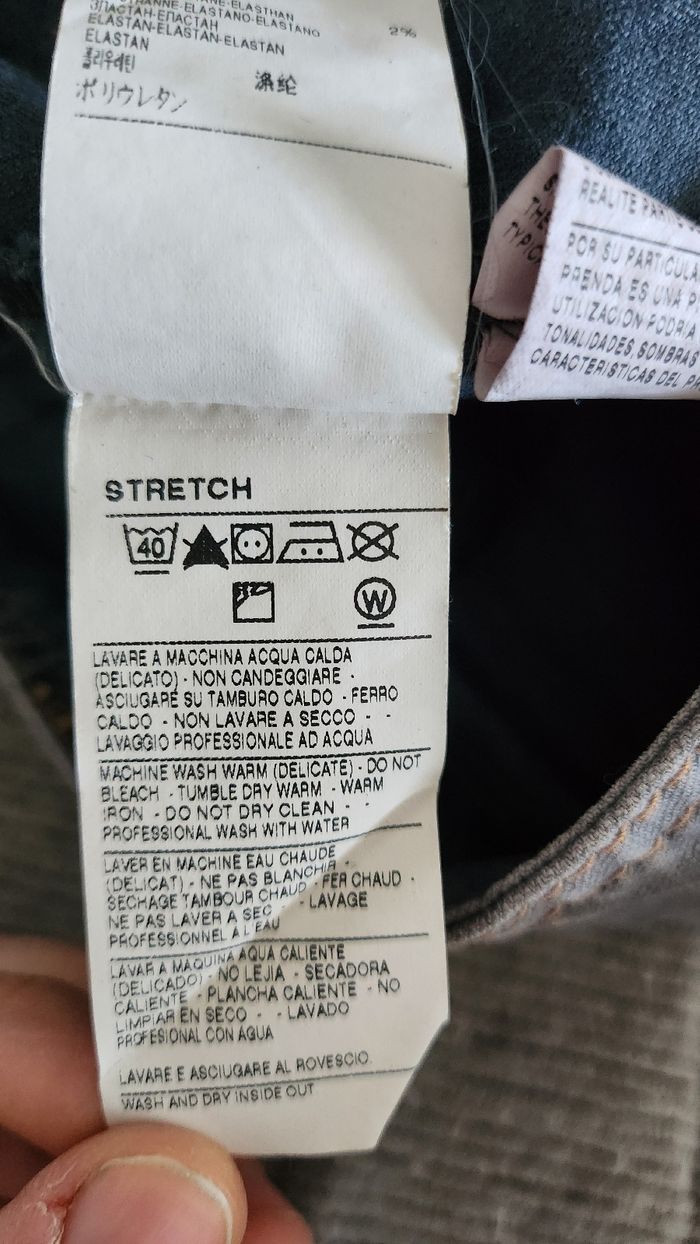 ELASTHAN
ELASTANO-ELASTANO
ΕΠΑCΤΑΗ
ELASTAN-ELASTAN-ELASTAN
2%
ELASTAN
폴리우레탄
ポリウレタン
涤纶
STRETCH
40
W
LAVARE A MACCHINA ACQUA CALDA
(DELICATO) - NON CANDEGGIARE -
ASCIUGARE SU TAMBURO CALDO - FERRO
CALDO - NON LAVARE A SECCO - -
LAVAGGIO PROFESSIONALE AD ACQUA
MACHINE WASH WARM (DELICATE) - DO NOT
BLEACH - TUMBLE DRY WARM - WARM
IRON - DO NOT DRY CLEAN - -
PROFESSIONAL WASH WITH WATER
LAVER EN MACHINE EAU CHAUDE
(DELICAT) - NE PAS BLANCHIR -
SECHAGE TAMBOUR CHAUD - FER CHAUD -
NE PAS LAVER A SEC - - LAVAGE
PROFESSIONNEL A L'EAU
LAVAR A MAQUINA AQUA CALIENTE
(DELICADO) - NO LEJIA - SECADORA
CALIENTE - PLANCHA CALIENTE - NO
LIMPIAR EN SECO - - LAVADO
PROFESIONAL CON AGUA
LAVARE E ASCIUGARE AL ROVESCIO.
WASH AND DRY INSIDE OUT
THE
REALITE
POR SU PARTICULA
PRENDA ES UNA
UTILIZACION PODRIA
TONALIDADES, SOMBRAS
CARACTERISTICAS DEL